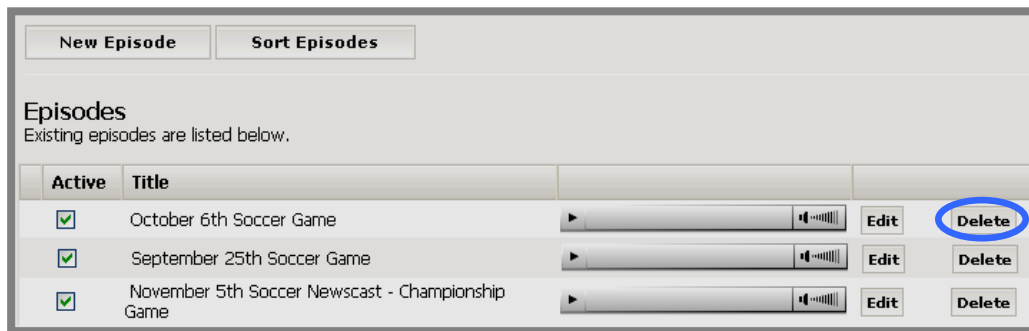 New Episode Sort Episodes
Episodes
Existing episodes are listed below.
Active Title
October 6th Soccer Game Edit Delete
September 25th Soccer Game Edit Delete
November 5th Soccer Newscast - Championship
Game Edit Delete